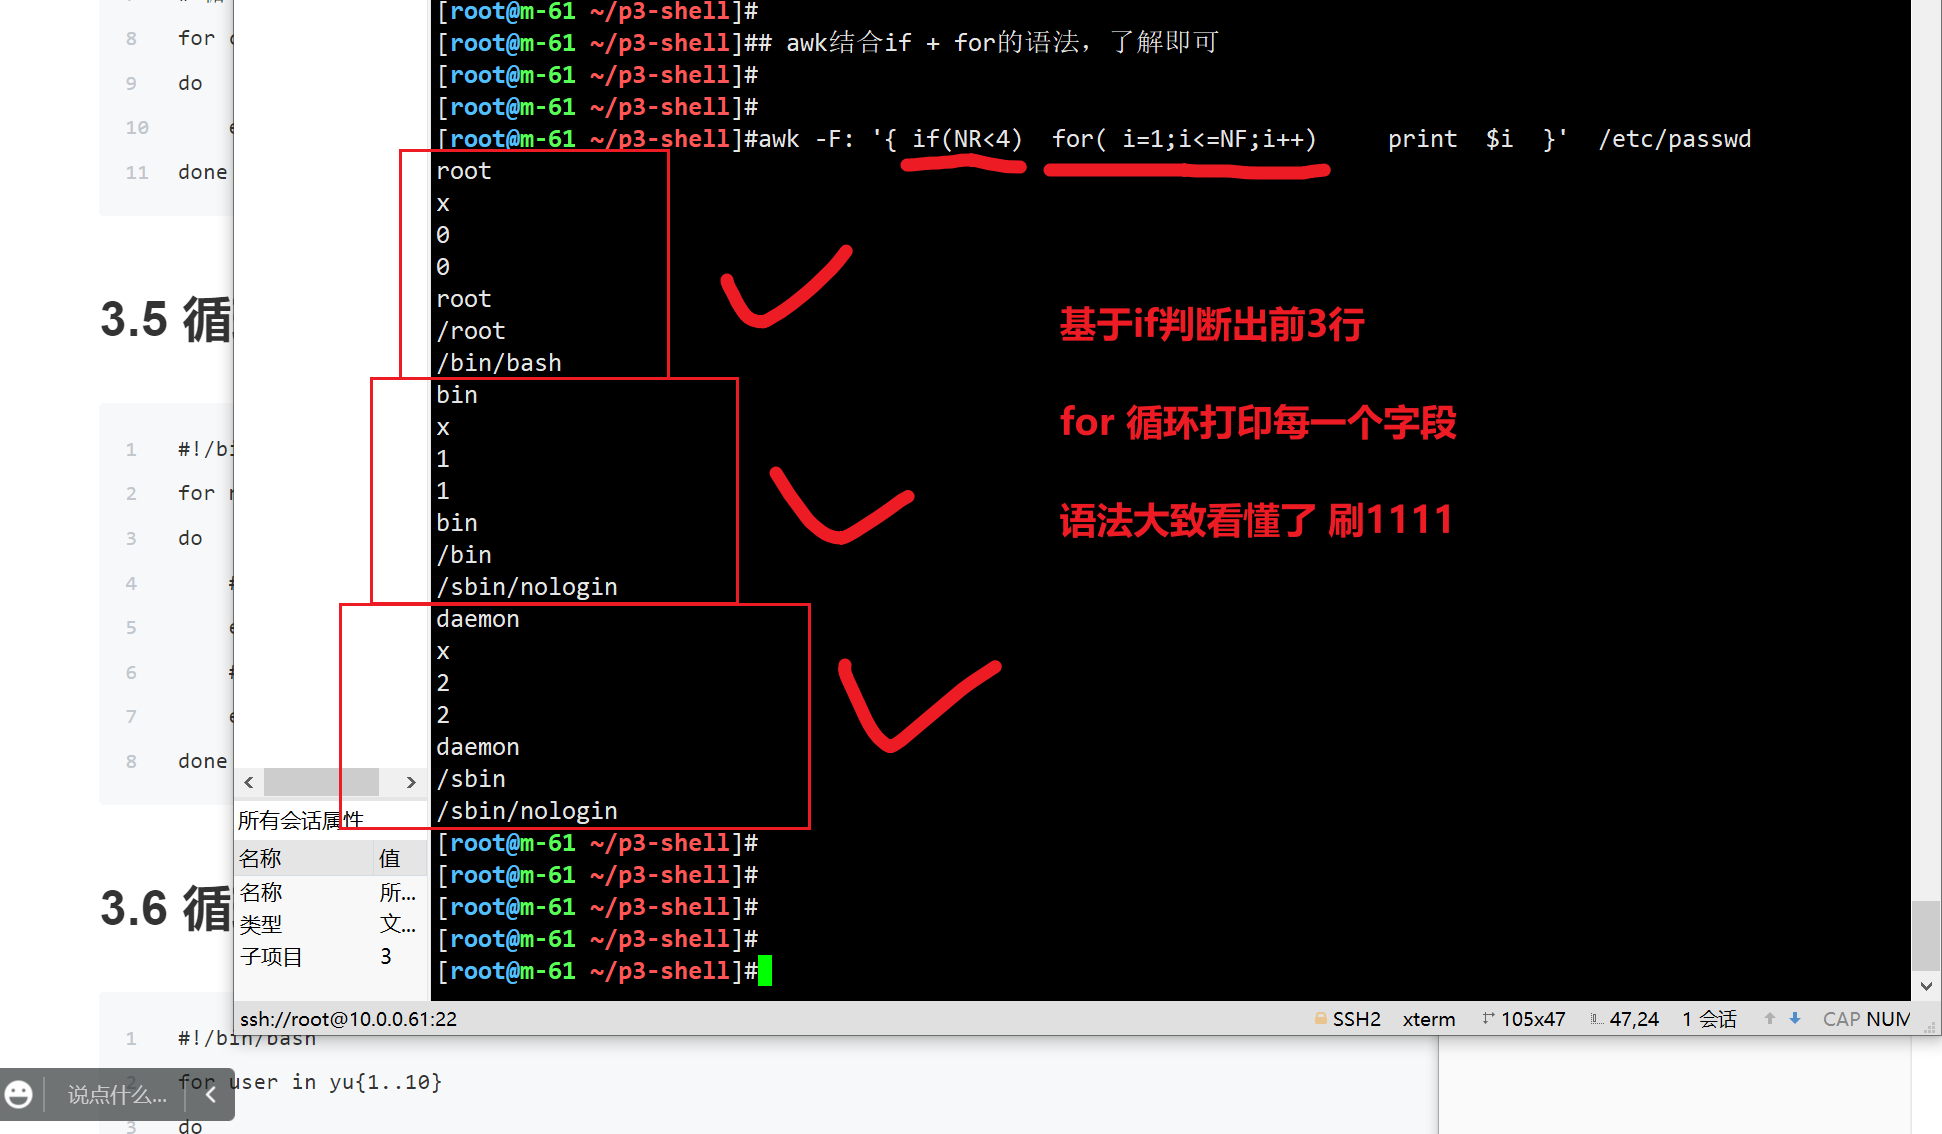 8 for
9 do
10
11 done
3.5 循
1 #!/bi
2 for
3 do
4 #
5
6 #
7
8 done
3.6 循
1 #!/bin/bash
2 for user in yu{1..10}
3 do
[root@m-61 ~/p3-shell]#
[root@m-61 ~/p3-shell]## awk结合if + for的语法，了解即可
[root@m-61 ~/p3-shell]#
[root@m-61 ~/p3-shell]#
[root@m-61 ~/p3-shell]#awk -F: '{ if(NR<4)  for( i=1;i<=NF;i++)     print  $i  }'  /etc/passwd
root
x
0
0
root
/root
/bin/bash
bin
x
1
1
bin
/bin
/sbin/nologin
daemon
x
2
2
daemon
/sbin
/sbin/nologin
[root@m-61 ~/p3-shell]#
[root@m-61 ~/p3-shell]#
[root@m-61 ~/p3-shell]#
[root@m-61 ~/p3-shell]#
[root@m-61 ~/p3-shell]#
基于if判断出前3行
for 循环打印每一个字段
语法大致看懂了 刷1111
所有会话属性
名称 值
名称 所...
类型 文...
子项目 3
ssh://root@10.0.0.61:22 SSH2 xterm 105x47 47,24 1 会话 CAP NUM
说点什么...